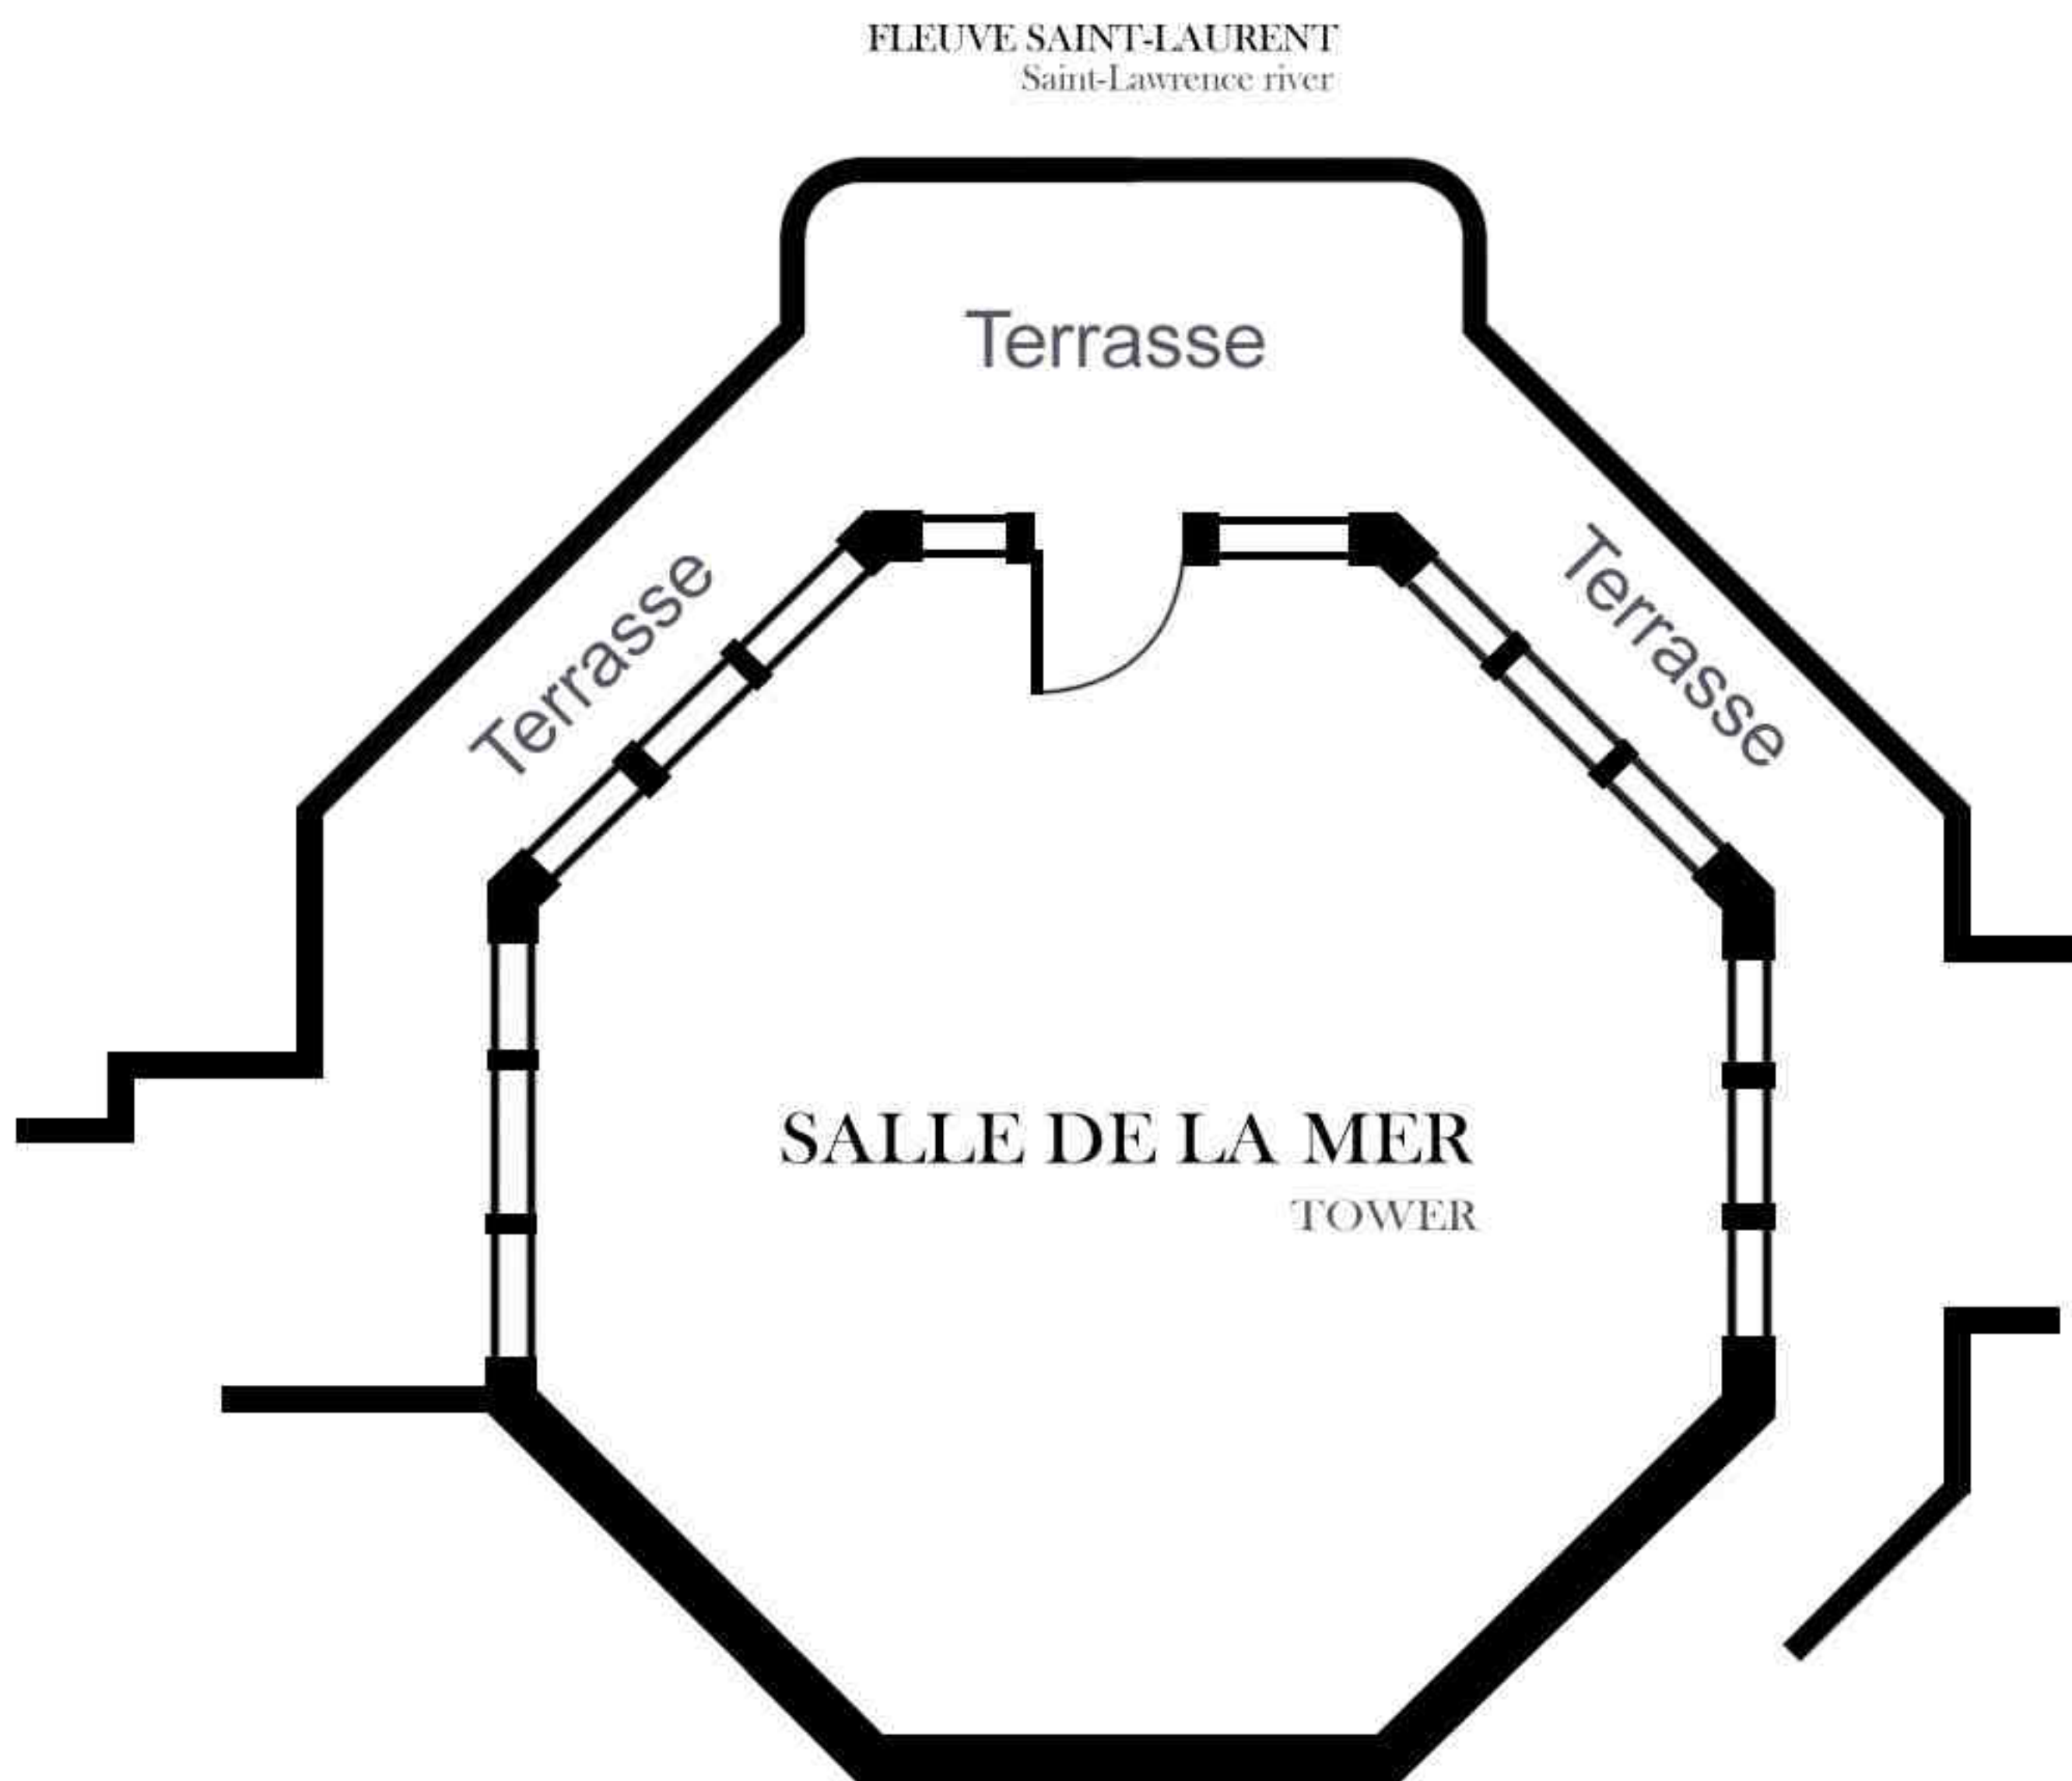 FLEUVE SAINT-LAURENT
Saint-Lawrence river
Terrasse
Terrasse
Terrasse
SALLE DE LA MER
TOWER